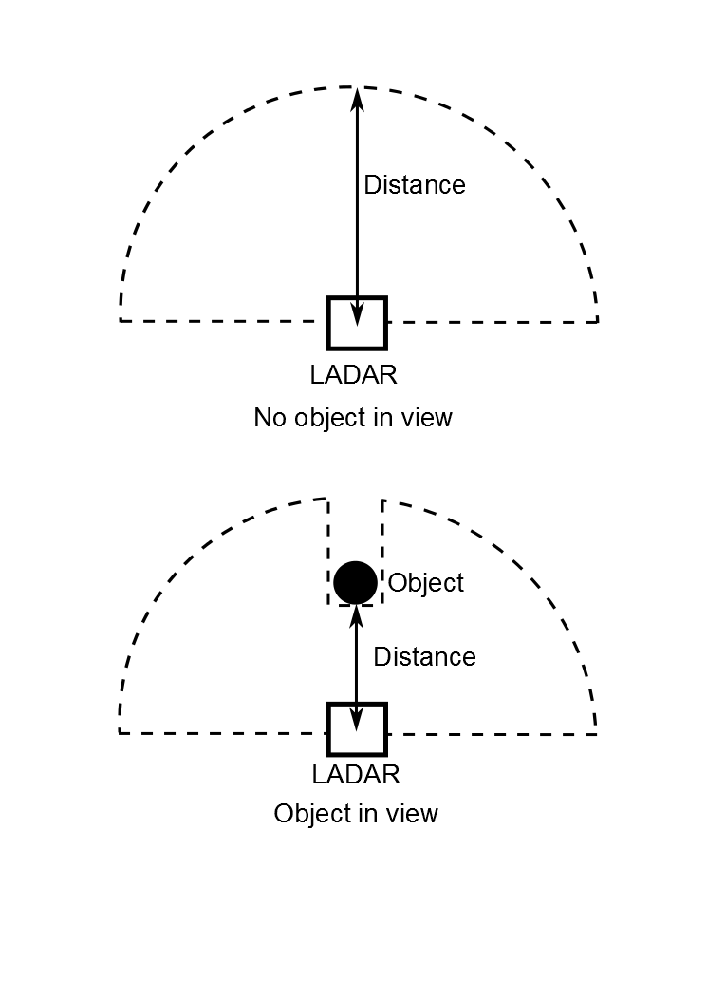 Distance
LADAR
No object in view
Object
Distance
LADAR
Object in view